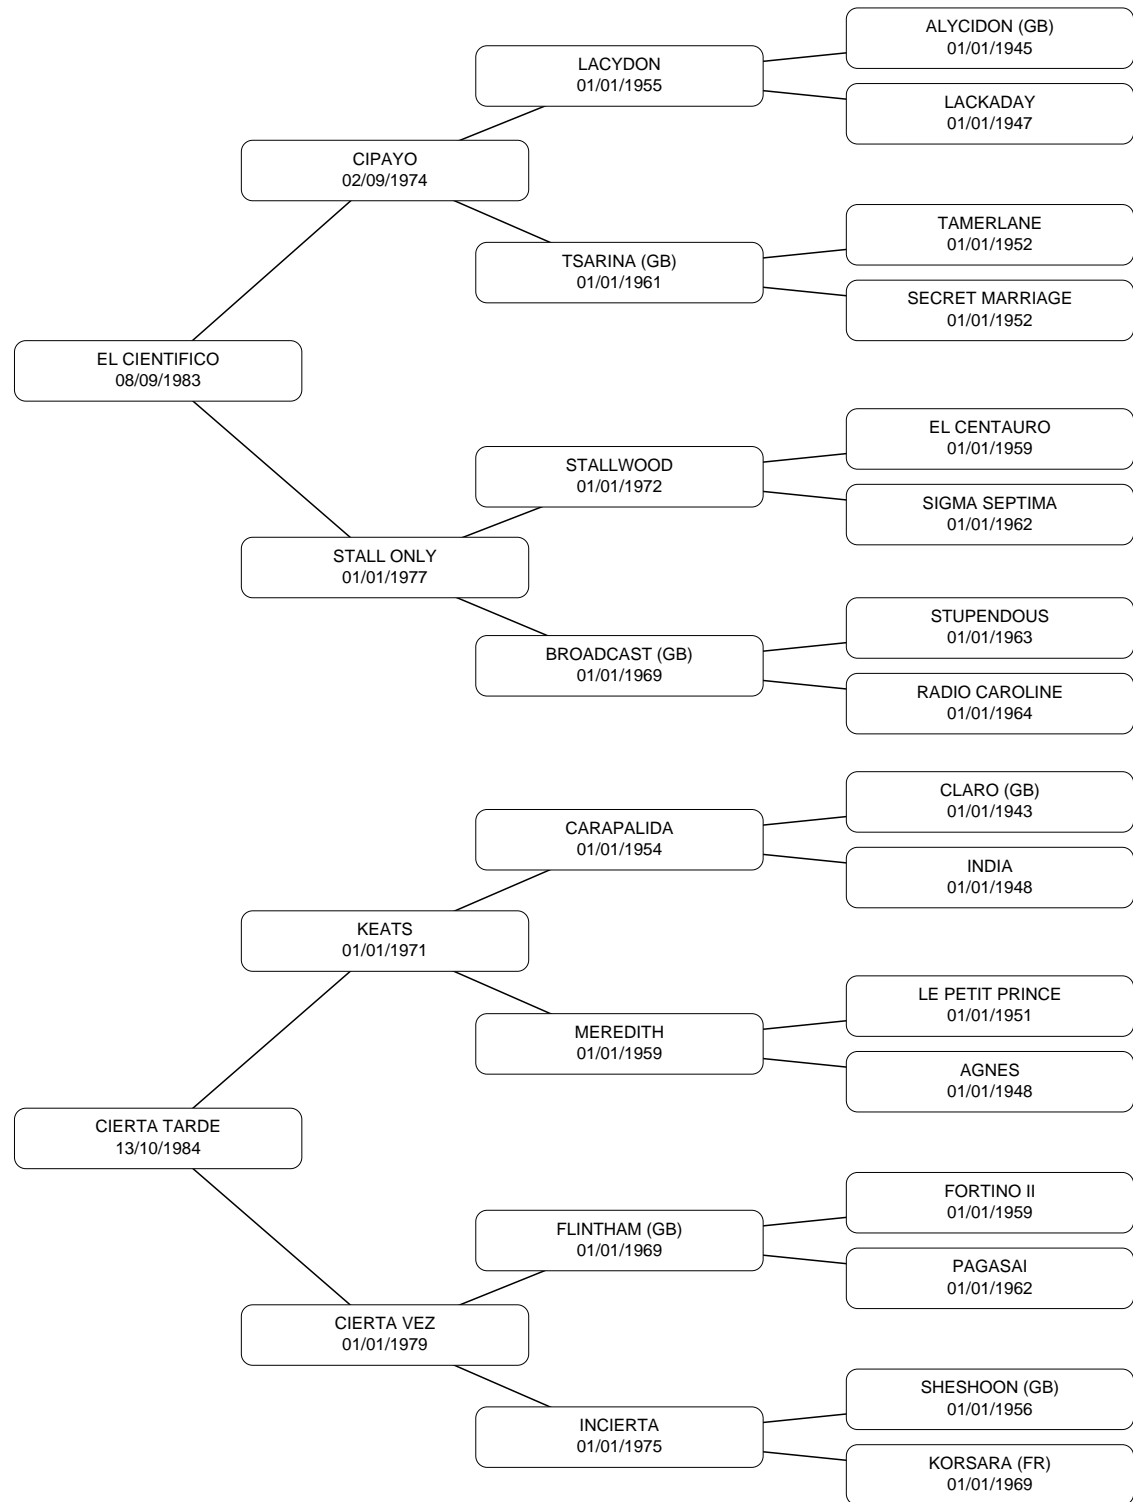 ALYCIDON (GB)
01/01/1945
LACYDON
01/01/1955
LACKADAY
01/01/1947
CIPAYO
02/09/1974
TAMERLANE
01/01/1952
TSARINA (GB)
01/01/1961
SECRET MARRIAGE
01/01/1952
EL CIENTIFICO
08/09/1983
EL CENTAURO
01/01/1959
STALLWOOD
01/01/1972
SIGMA SEPTIMA
01/01/1962
STALL ONLY
01/01/1977
STUPENDOUS
01/01/1963
BROADCAST (GB)
01/01/1969
RADIO CAROLINE
01/01/1964
CLARO (GB)
01/01/1943
CARAPALIDA
01/01/1954
INDIA
01/01/1948
KEATS
01/01/1971
LE PETIT PRINCE
01/01/1951
MEREDITH
01/01/1959
AGNES
01/01/1948
CIERTA TARDE
13/10/1984
FORTINO II
01/01/1959
FLINTHAM (GB)
01/01/1969
PAGASAI
01/01/1962
CIERTA VEZ
01/01/1979
SHESHOON (GB)
01/01/1956
INCIERTA
01/01/1975
KORSARA (FR)
01/01/1969